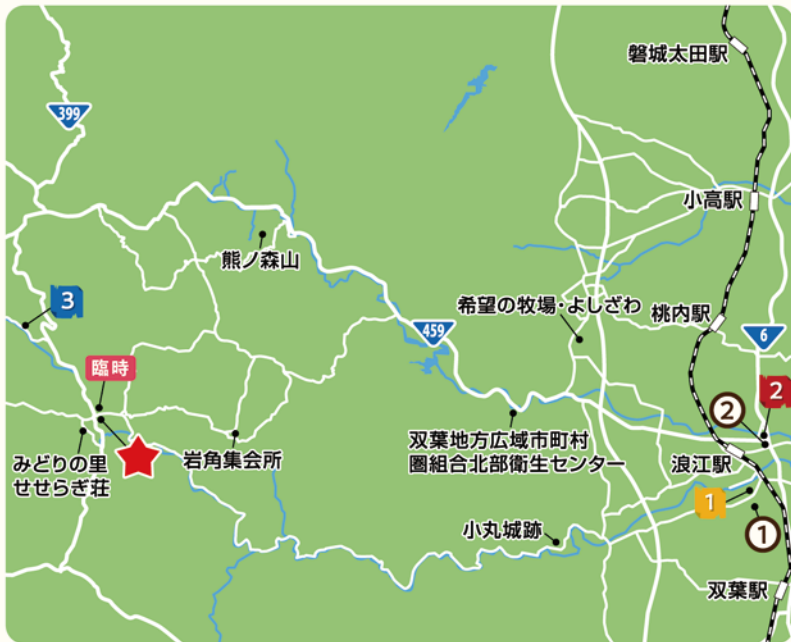 磐城太田駅
399
小高駅
熊ノ森山
希望の牧場・よしざわ
桃内駅
3
459
6
臨時
2
②
双葉地方広域市町村
圏組合北部衛生センター
浪江駅
みどりの里
せせらぎ荘
岩角集会所
1
小丸城跡
①
双葉駅